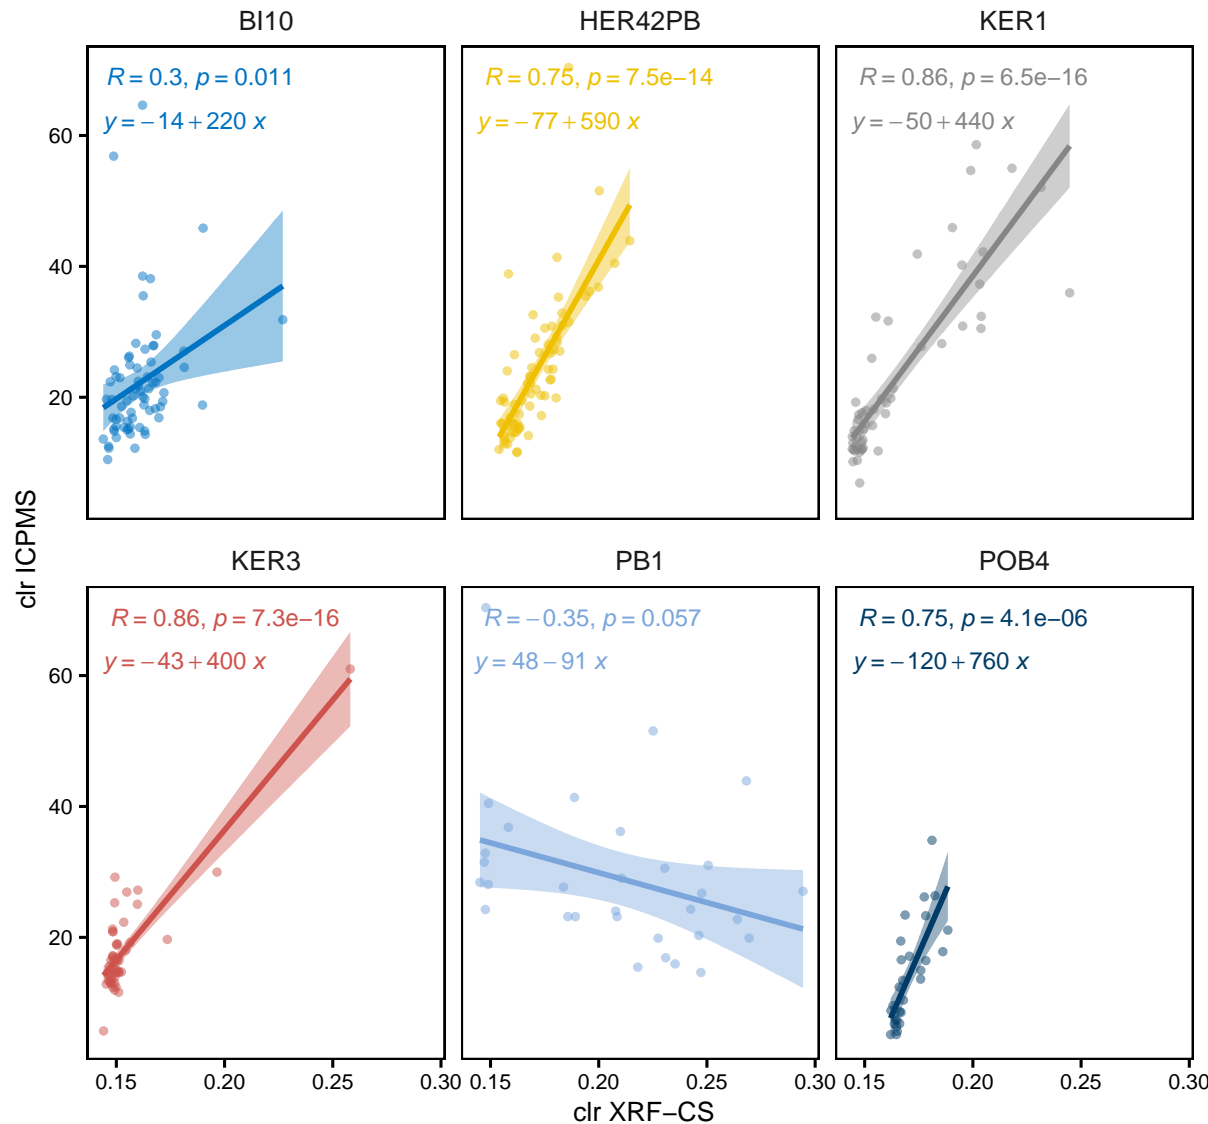 BI10
HER42PB
KER1
R = 0.3, p = 0.011
y = −14 + 220 x
R = 0.75, p = 7.5e−14
y = −77 + 590 x
R = 0.86, p = 6.5e−16
y = −50 + 440 x
60
40
20
clr ICPMS
KER3
PB1
POB4
R = 0.86, p = 7.3e−16
y = −43 + 400 x
R = −0.35, p = 0.057
y = 48 − 91 x
R = 0.75, p = 4.1e−06
y = −120 + 760 x
60
40
20
0.15 0.20 0.25 0.30
0.15 0.20 0.25 0.30
0.15 0.20 0.25 0.30
clr XRF−CS